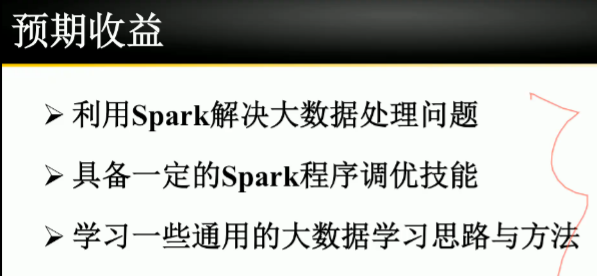 预期收益
➢ 利用Spark解决大数据处理问题
➢ 具备一定的Spark程序调优技能
➢ 学习一些通用的大数据学习思路与方法